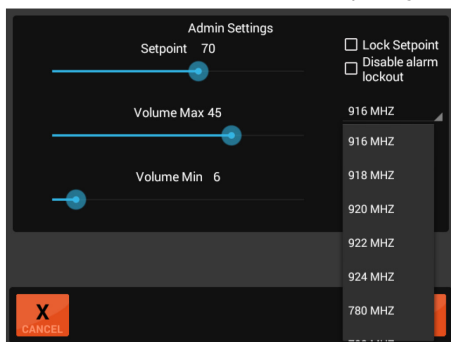 Admin Settings
Setpoint 70
Lock Setpoint
Disable alarm
lockout
Volume Max 45
916 MHZ
916 MHZ
918 MHZ
Volume Min 6
920 MHZ
922 MHZ
924 MHZ
780 MHZ
X
CANCEL